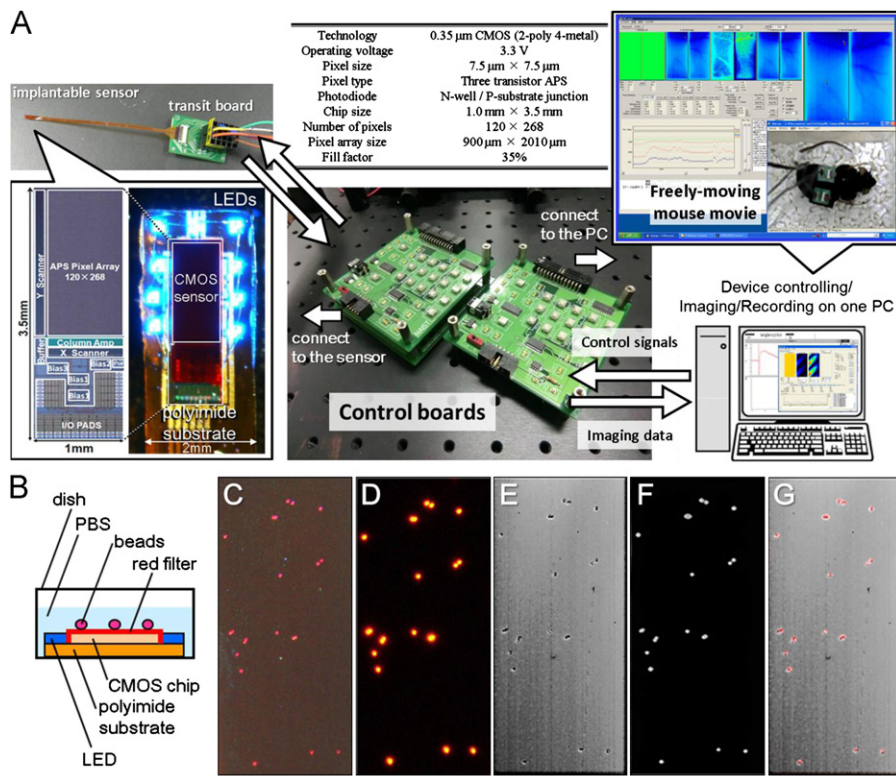 A
Technology 0.35 μm CMOS (2-poly 4-metal)
Operating voltage 3.3 V
Pixel size 7.5 μm × 7.5 μm
Pixel type Three transistor APS
Photodiode N-well / P-substrate junction
Chip size 1.0 mm × 3.5 mm
Number of pixels 120 × 268
Pixel array size 900 μm × 2010 μm
Fill factor 35%
implantable sensor
transit board
Freely-moving
mouse movie
LEDs
CMOS
sensor
Y Scanner
APS Pixel Array
120×268
3.5mm
Buffer
Column Amp
X Scanner
Bias3
Bias2
Bias1
Bias1
I/O PADS
1mm
polyimide
substrate
2mm
connect
to the PC
connect
to the sensor
Control boards
Device controlling/
Imaging/Recording on one PC
Control signals
Imaging data
B
dish
PBS
beads
red filter
CMOS chip
polyimide
substrate
LED
C
D
E
F
G